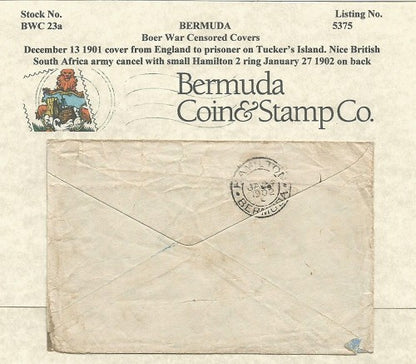 Stock No. BERMUDA Listing No.
BWC 23a Boer War Censored Covers 5375
December 13 1901 cover from England to prisoner on Tucker's Island. Nice British
South Africa army cancel with small Hamilton 2 ring January 27 1902 on back
Bermuda
Coin&Stamp Co.
HAMILTON
1902
BERMUDA